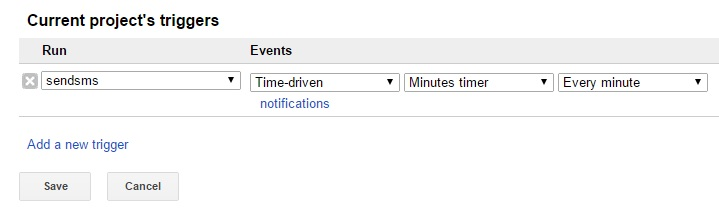 Current project's triggers
Run Events
sendsms Time-driven Minutes timer Every minute
notifications
Add a new trigger
Save Cancel